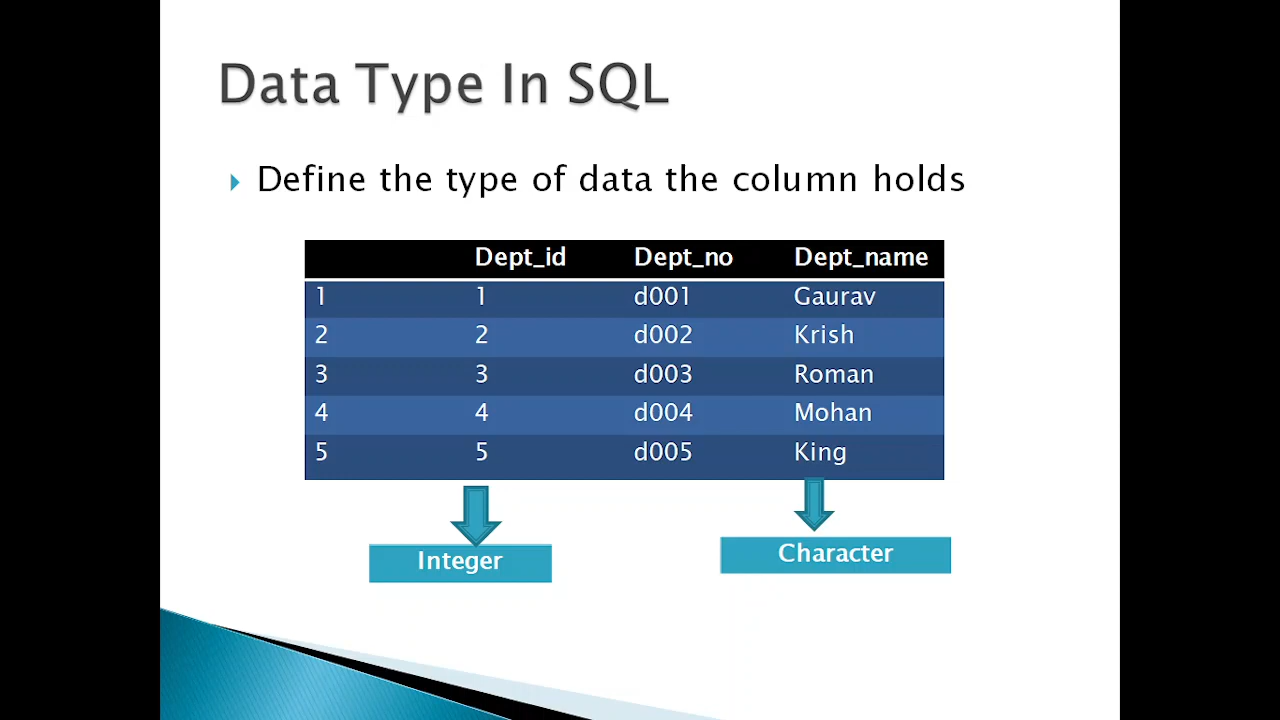 Data Type In SQL
Define the type of data the column holds
Dept_id Dept_no Dept_name
1 1 d001 Gaurav
2 2 d002 Krish
3 3 d003 Roman
4 4 d004 Mohan
5 5 d005 King
Integer Character